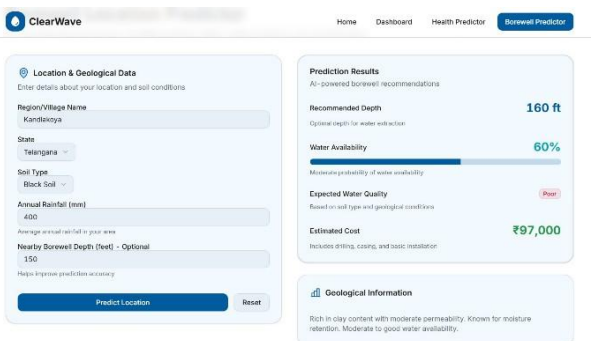 Borewell Location Predictor
ClearWave
Home
Dashboard
Health Predictor
Borewell Predictor
Location & Geological Data
Enter details about your location and soil conditions
Region/Village Name
Kandlakoya
State
Telangana
Soil Type
Black Soil
Annual Rainfall (mm)
400
Average annual rainfall in your area
Nearby Borewell Depth (feet) - Optional
150
Helps improve prediction accuracy
Predict Location
Reset
Prediction Results
AI-powered borewell recommendations
Recommended Depth
160 ft
Optimal depth for water extraction
Water Availability
60%
Moderate probability of water availability
Expected Water Quality
Poor
Based on soil type and geological conditions
Estimated Cost
₹97,000
Includes drilling, casing, and basic installation
Geological Information
Rich in clay content with moderate permeability. Known for moisture
retention. Moderate to good water availability.